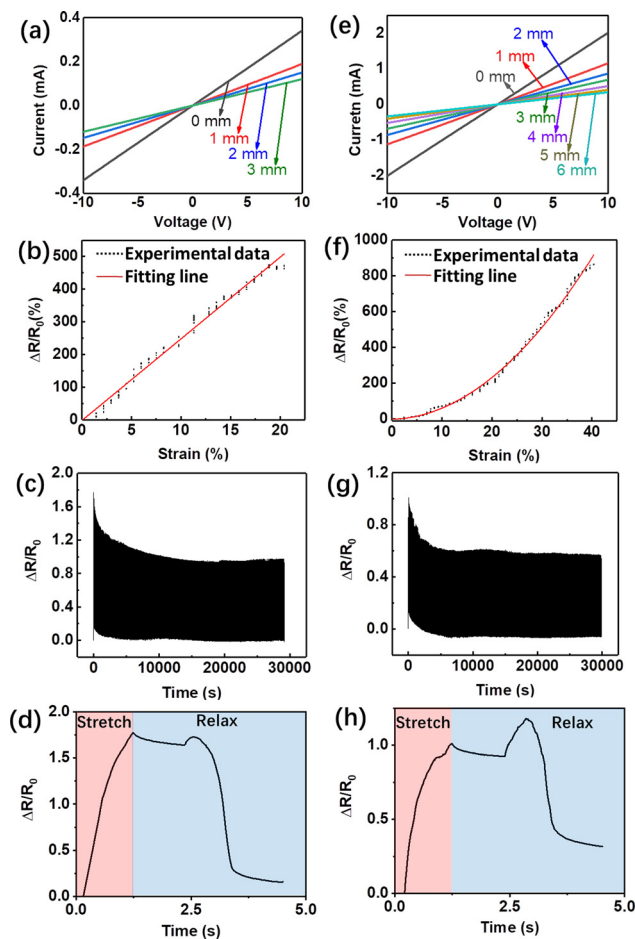 (a)
0.4
0.2
0.0
0.2
0.4
Current (mA)
0 mm
1 mm
2 mm
3 mm
-10
-5
0
5
10
Voltage (V)
(e)
2
1
0
-1
-2
Curretn (mA)
2 mm
1 mm
0 mm
3 mm
4 mm
5 mm
6 mm
-10
-5
0
5
10
Voltage (V)
(b)
500
400
300
200
100
0
ΔR/R0(%)
Experimental data
Fitting line
0
5
10
15
20
Strain (%)
(f)
1000
800
600
400
200
0
ΔR/R0(%)
Experimental data
Fitting line
0
10
20
30
40
Strain (%)
(c)
2.0
1.6
1.2
0.8
0.4
0.0
ΔR/R0
0
10000
20000
30000
Time (s)
(g)
1.2
0.8
0.4
0.0
ΔR/R0
0
10000
20000
30000
Time (s)
(d)
2.0
1.5
1.0
0.5
0.0
ΔR/R0
Stretch
Relax
0.0
2.5
5.0
Time (s)
(h)
1.0
0.5
0.0
ΔR/R0
Stretch
Relax
0.0
2.5
5.0
Time (s)